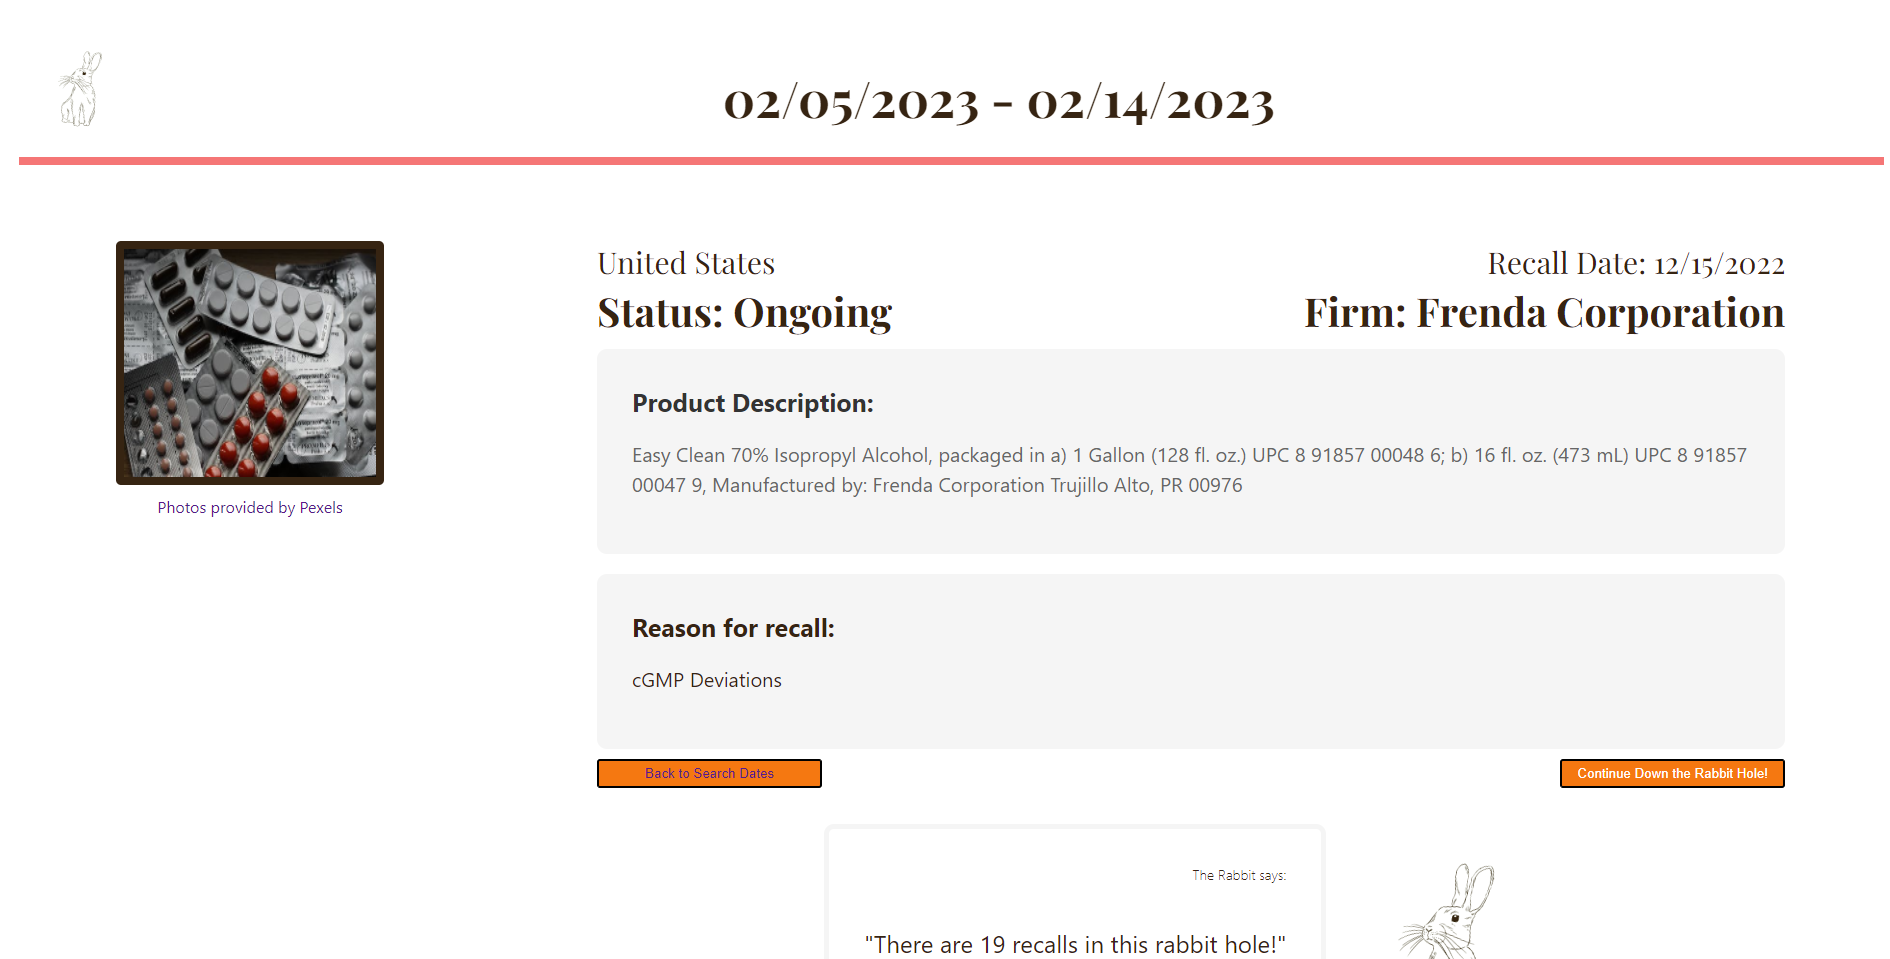 02/05/2023 - 02/14/2023
United States
Recall Date: 12/15/2022
Status: Ongoing
Firm: Frenda Corporation
Photos provided by Pexels
Product Description:
Easy Clean 70% Isopropyl Alcohol, packaged in a) 1 Gallon (128 fl. oz.) UPC 8 91857 00048 6; b) 16 fl. oz. (473 mL) UPC 8 91857
00047 9, Manufactured by: Frenda Corporation Trujillo Alto, PR 00976
Reason for recall:
cGMP Deviations
Back to Search Dates
Continue Down the Rabbit Hole!
The Rabbit says:
"There are 19 recalls in this rabbit hole!"